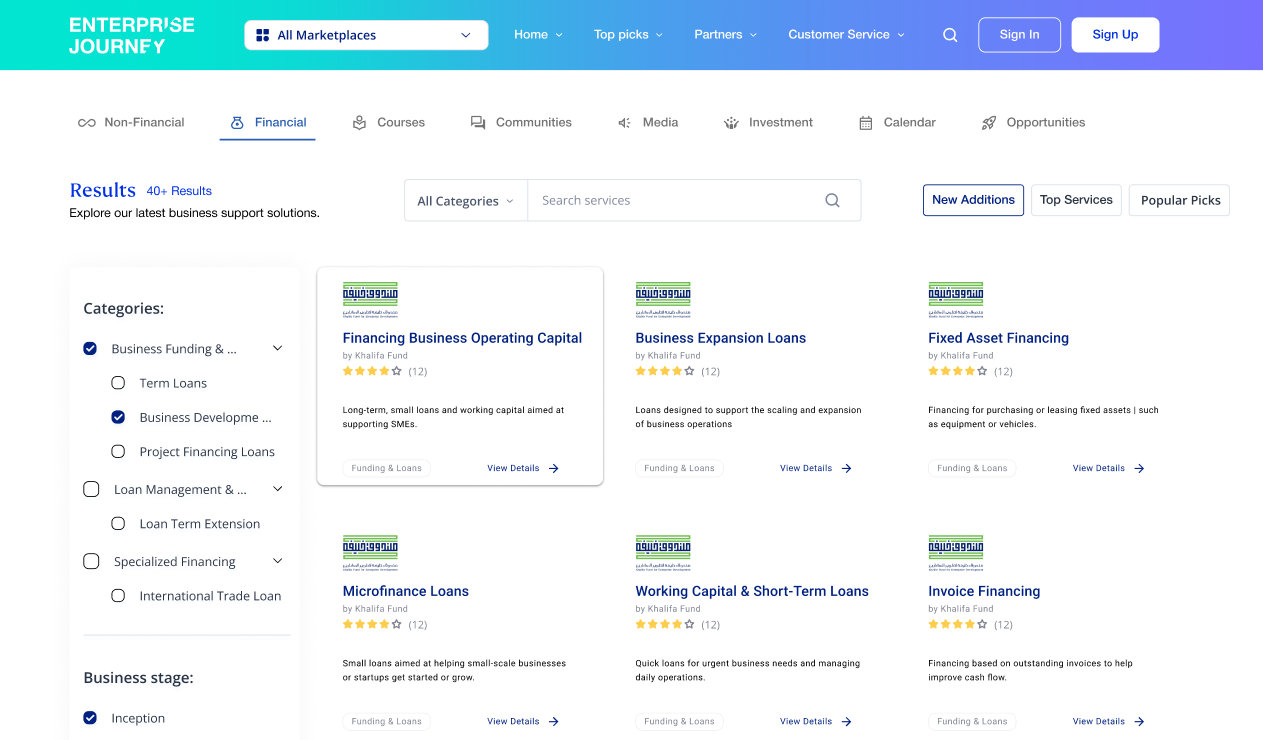 ENTERPRISE
JOURNEY
All Marketplaces
Home
Top picks
Partners
Customer Service
Sign In
Sign Up
Non-Financial
Financial
Courses
Communities
Media
Investment
Calendar
Opportunities
Results
40+ Results
Explore our latest business support solutions.
All Categories
Search services
New Additions
Top Services
Popular Picks
Categories:
Business Funding & ...
Term Loans
Business Developme ...
Project Financing Loans
Loan Management & ...
Loan Term Extension
Specialized Financing
International Trade Loan
Business stage:
Inception
Financing Business Operating Capital
by Khalifa Fund
(12)
Long-term, small loans and working capital aimed at
supporting SMEs.
Funding & Loans
View Details
Business Expansion Loans
by Khalifa Fund
(12)
Loans designed to support the scaling and expansion
of business operations
Funding & Loans
View Details
Fixed Asset Financing
by Khalifa Fund
(12)
Financing for purchasing or leasing fixed assets | such
as equipment or vehicles.
Funding & Loans
View Details
Microfinance Loans
by Khalifa Fund
(12)
Small loans aimed at helping small-scale businesses
or startups get started or grow.
Funding & Loans
View Details
Working Capital & Short-Term Loans
by Khalifa Fund
(12)
Quick loans for urgent business needs and managing
daily operations.
Funding & Loans
View Details
Invoice Financing
by Khalifa Fund
(12)
Financing based on outstanding invoices to help
improve cash flow.
Funding & Loans
View Details